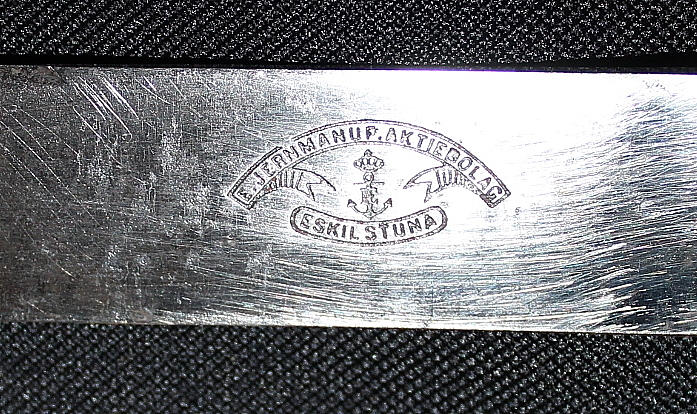 E. JERNMANUF. AKTIEBOLAG
ESKILSTUNA